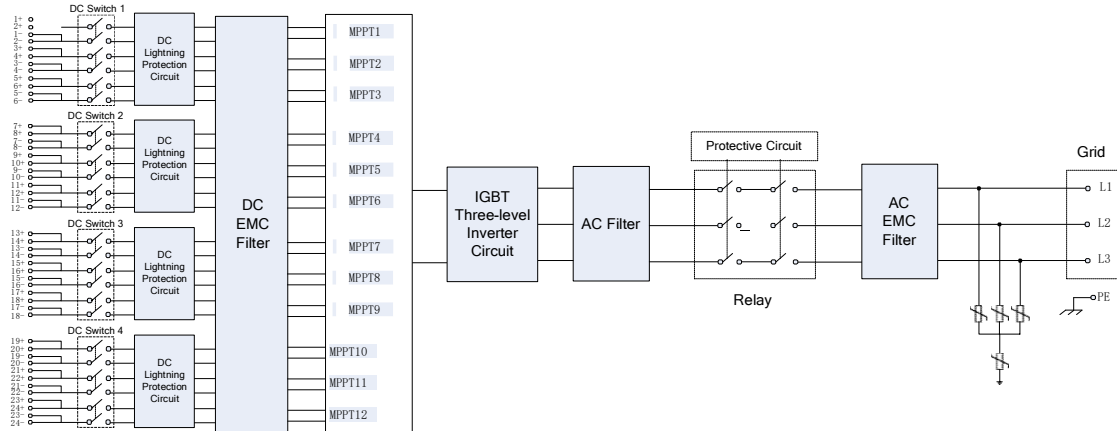 DC Switch 1
1+
2+
1-
2-
3+
4+
3-
4-
5+
6+
5-
6-
DC
Lightning
Protection
Circuit
DC Switch 2
7+
8+
7-
8-
9+
10+
9-
10-
11+
12+
11-
12-
DC
Lightning
Protection
Circuit
DC Switch 3
13+
14+
13-
14-
15+
16+
15-
16-
17+
18+
17-
18-
DC
Lightning
Protection
Circuit
DC Switch 4
19+
20+
19-
20-
21+
22+
21-
22-
23+
24+
23-
24-
DC
Lightning
Protection
Circuit
DC
EMC
Filter
MPPT1
MPPT2
MPPT3
MPPT4
MPPT5
MPPT6
MPPT7
MPPT8
MPPT9
MPPT10
MPPT11
MPPT12
IGBT
Three-level
Inverter
Circuit
AC Filter
Protective Circuit
Relay
AC
EMC
Filter
Grid
L1
L2
L3
PE